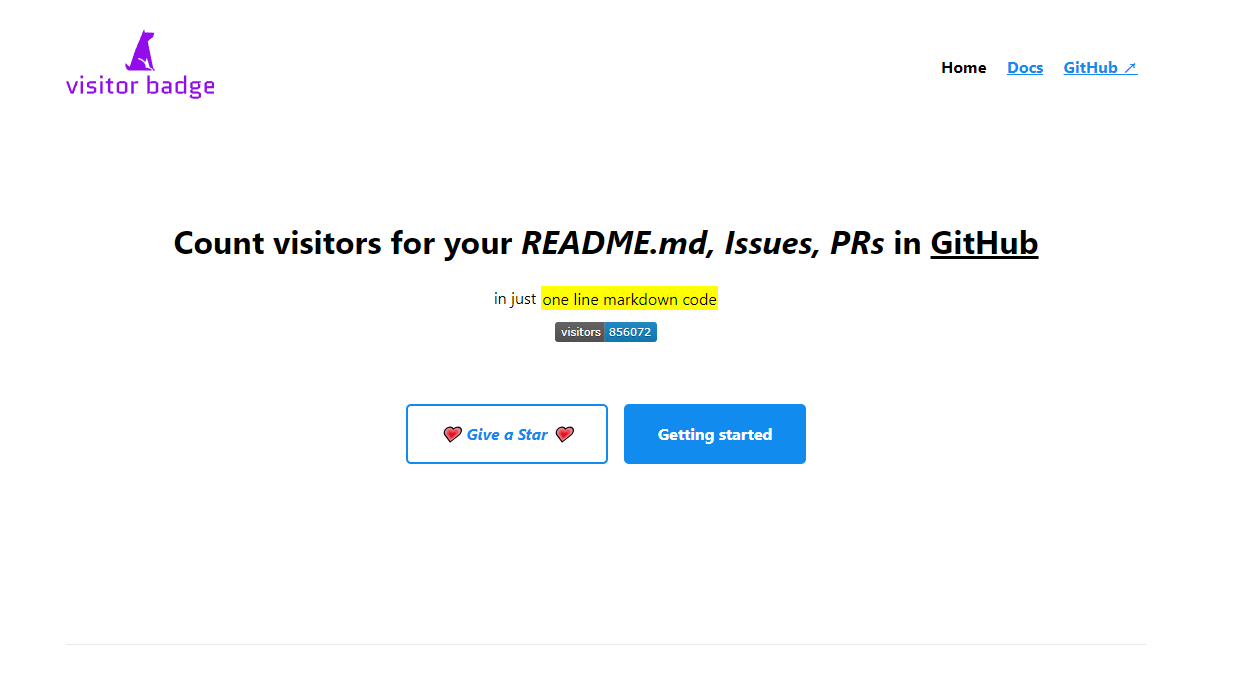 visitor badge
Home Docs GitHub ↗
Count visitors for your README.md, Issues, PRs in GitHub
in just one line markdown code
visitors 856072
💗 Give a Star 💗
Getting started